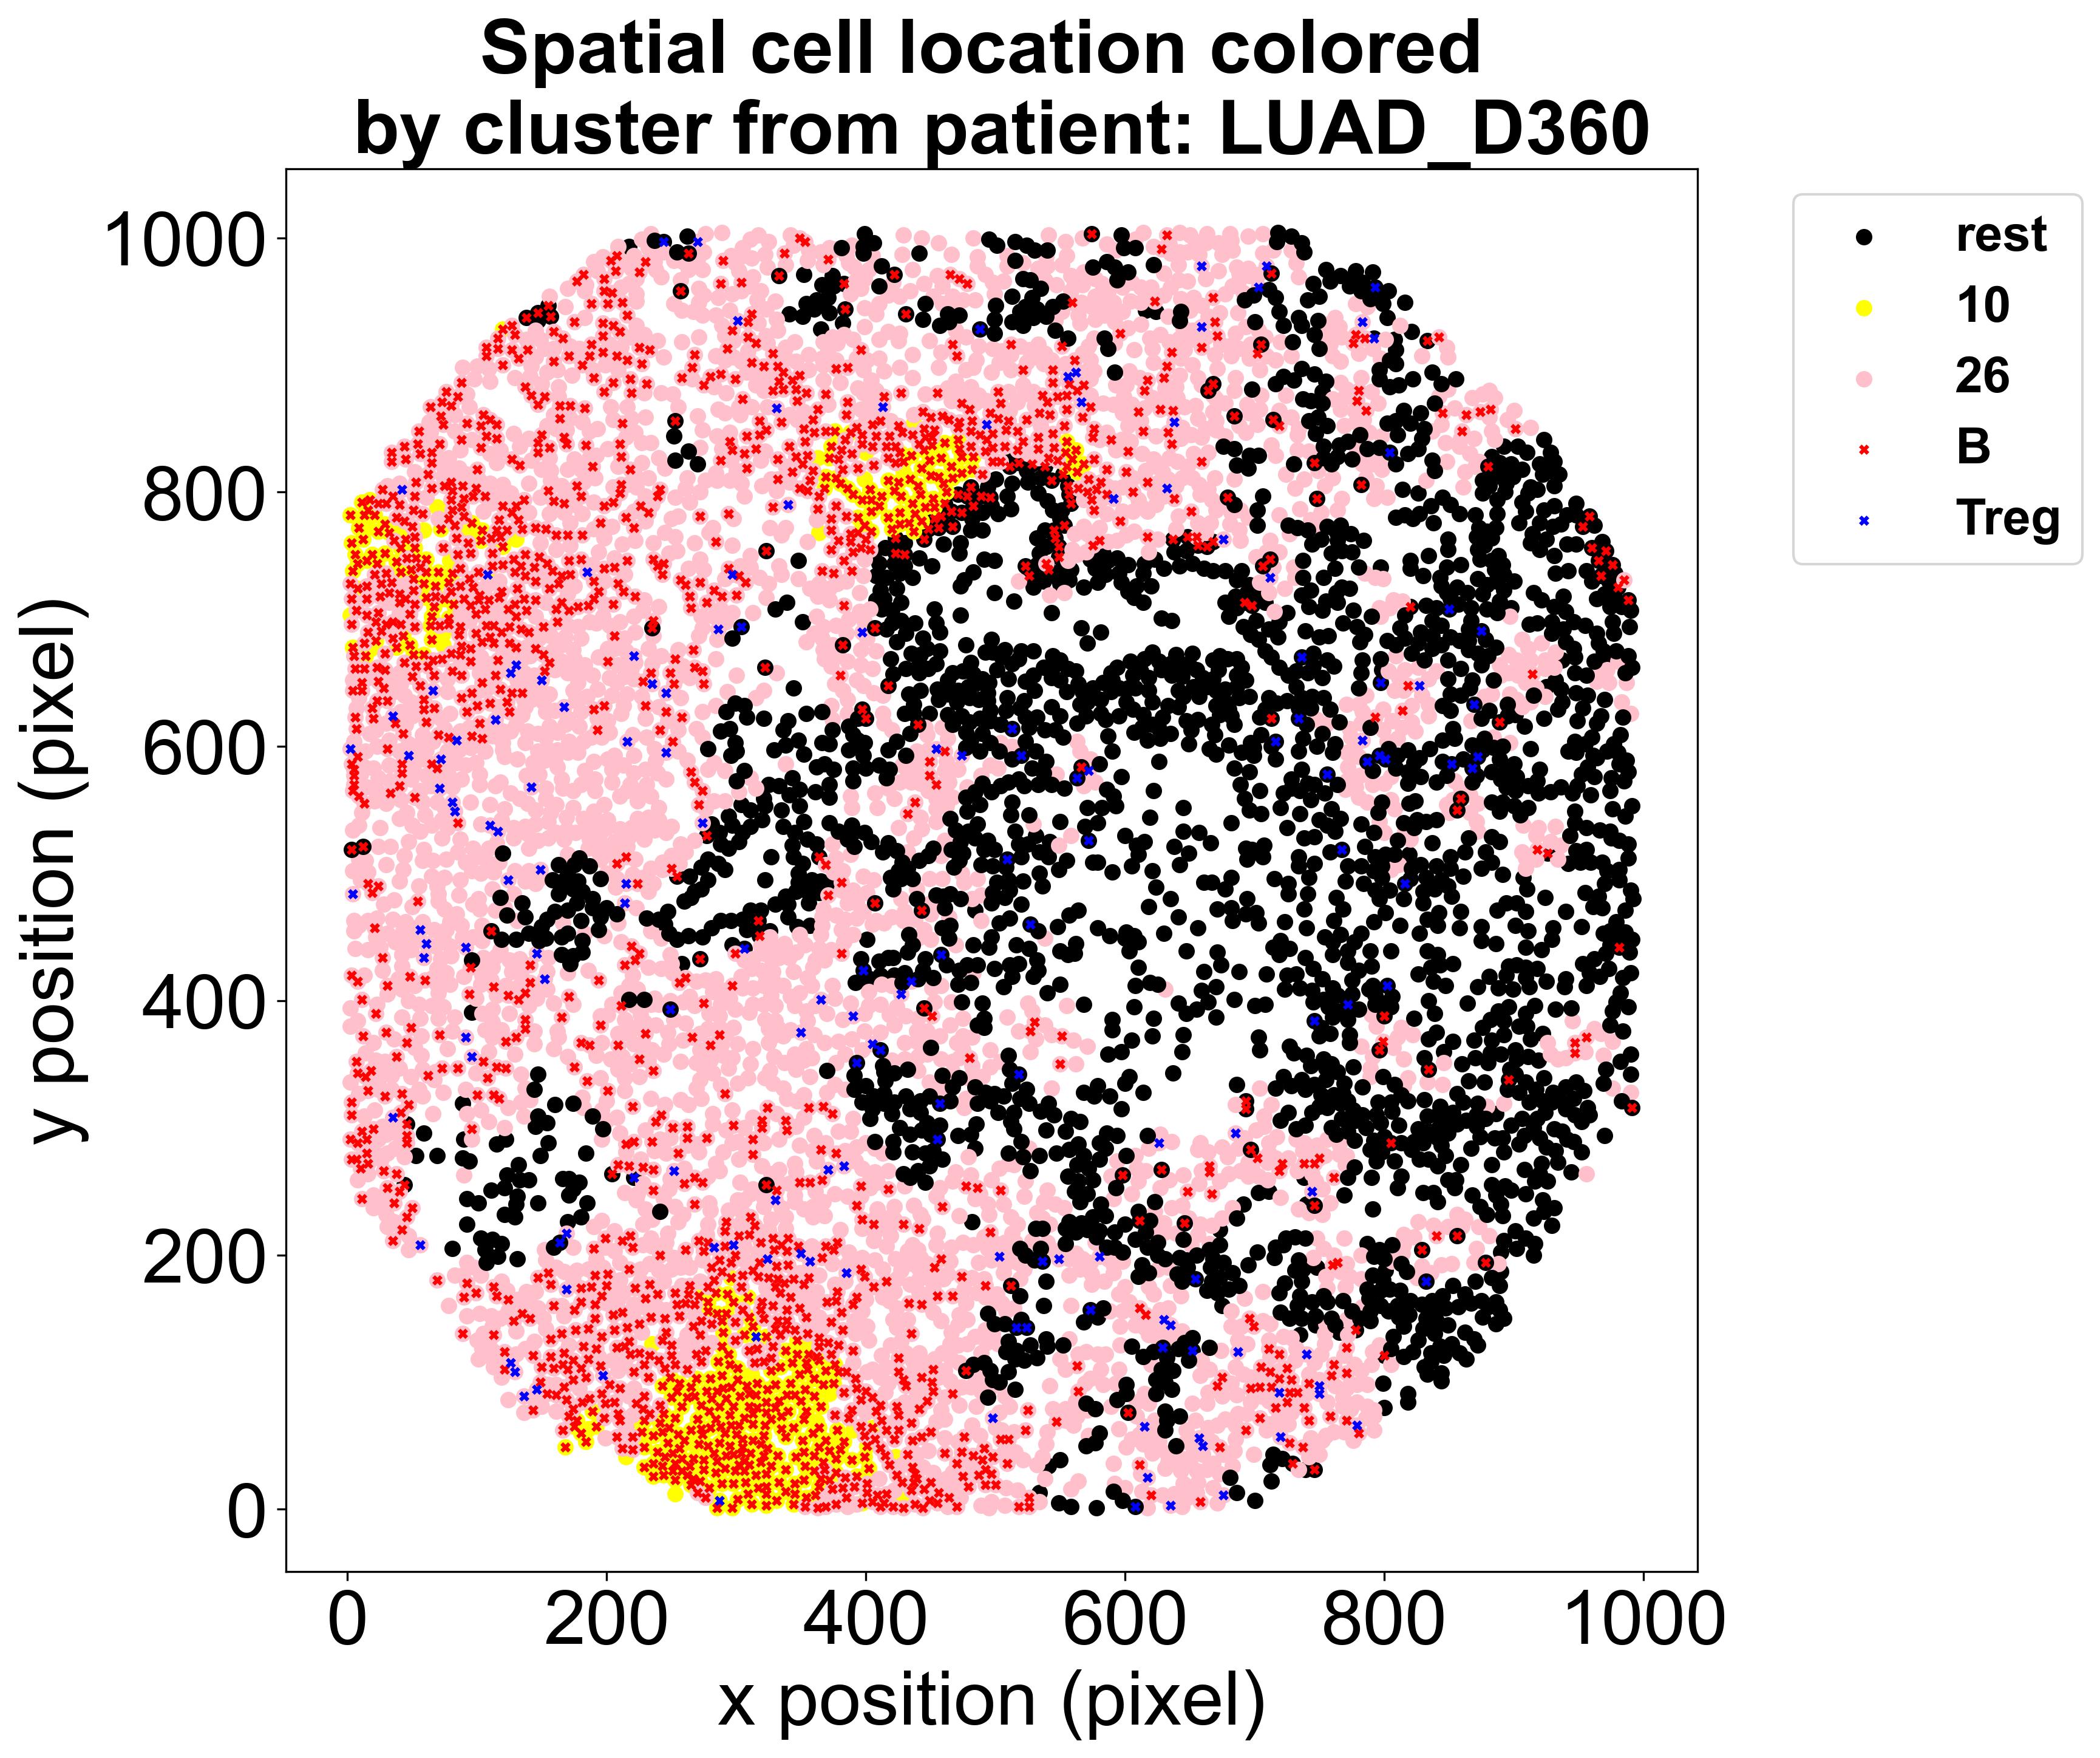 Spatial cell location colored
by cluster from patient: LUAD_D360
y position (pixel)
1000
800
600
400
200
0
0 200 400 600 800 1000
x position (pixel)
rest
10
26
B
Treg